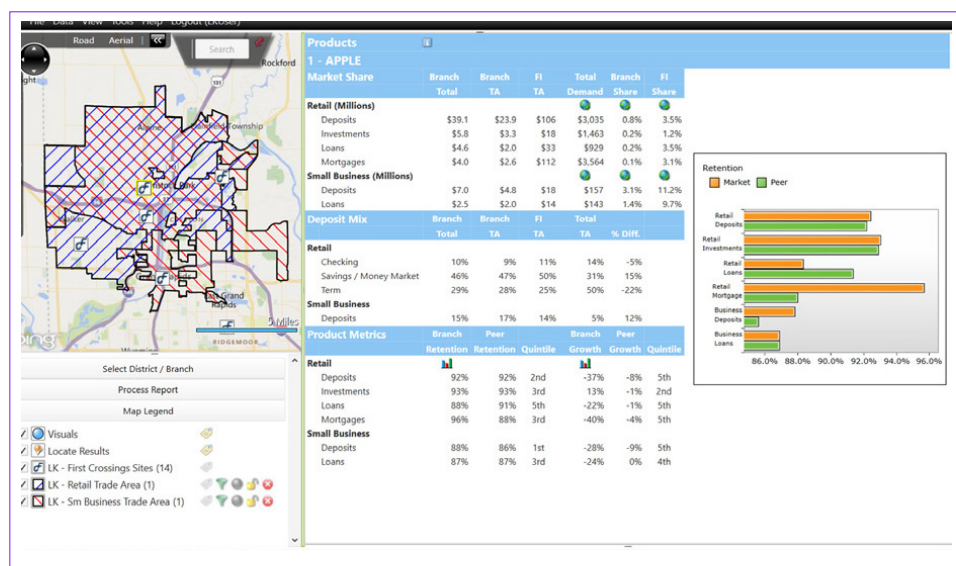 File Data View Tools Help Logout (LKUser)
Road Aerial
Search
Rockford
131
Township
Grand
Rapids
RIDGEMOOR
Select District / Branch
Process Report
Map Legend
Visuals
Locate Results
LK - First Crossings Sites (14)
LK - Retail Trade Area (1)
LK - Sm Business Trade Area (1)
Products
1 - APPLE
Market Share Branch Branch FI Total Branch FI
Total TA TA Demand Share Share
Retail (Millions)
Deposits $39.1 $23.9 $106 $3,035 0.8% 3.5%
Investments $5.8 $3.3 $18 $1,463 0.2% 1.2%
Loans $4.6 $2.0 $33 $929 0.2% 3.5%
Mortgages $4.0 $2.6 $112 $3,564 0.1% 3.1%
Small Business (Millions)
Deposits $7.0 $4.8 $18 $157 3.1% 11.2%
Loans $2.5 $2.0 $14 $143 1.4% 9.7%
Deposit Mix Branch Branch FI Total
Total TA TA TA % Diff.
Retail
Checking 10% 9% 11% 14% -5%
Savings / Money Market 46% 47% 50% 31% 15%
Term 29% 28% 25% 50% -22%
Small Business
Deposits 15% 17% 14% 5% 12%
Product Metrics Branch Peer Branch Peer
Retention Retention Quintile Growth Growth Quintile
Retail
Deposits 92% 92% 2nd -37% -8% 5th
Investments 93% 93% 3rd 13% -1% 2nd
Loans 88% 91% 5th -22% -1% 5th
Mortgages 96% 88% 3rd -40% -4% 5th
Small Business
Deposits 88% 86% 1st -28% -9% 5th
Loans 87% 87% 3rd -24% 0% 4th
Retention
Market Peer
Retail
Deposits
Retail
Investments
Retail
Loans
Retail
Mortgage
Business
Deposits
Business
Loans
86.0% 88.0% 90.0% 92.0% 94.0% 96.0%